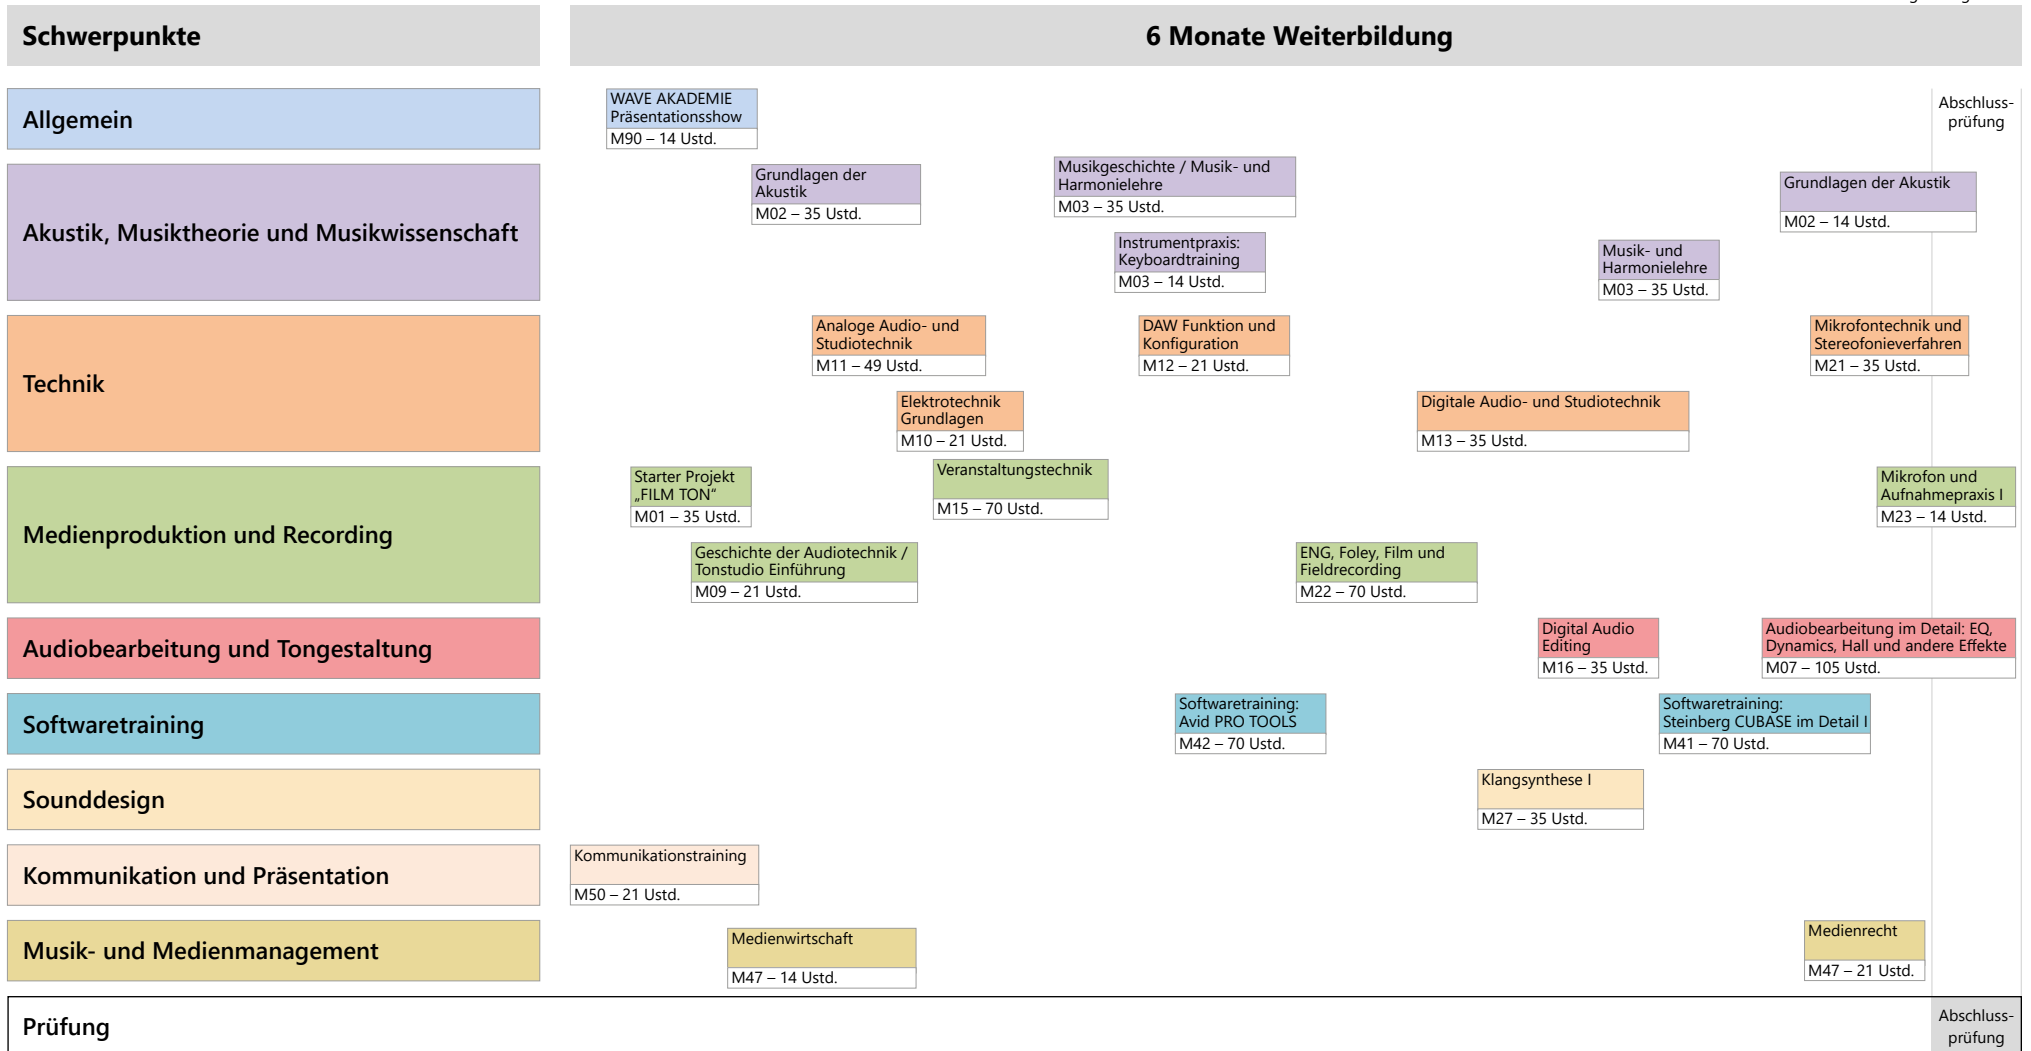 Schwerpunkte
6 Monate Weiterbildung
Allgemein
WAVE AKADEMIE
Präsentationsshow
M90 – 14 Ustd.
Abschluss-
prüfung
Akustik, Musiktheorie und Musikwissenschaft
Grundlagen der
Akustik
M02 – 35 Ustd.
Musikgeschichte / Musik- und
Harmonielehre
M03 – 35 Ustd.
Grundlagen der Akustik
M02 – 14 Ustd.
Instrumentpraxis:
Keyboardtraining
M03 – 14 Ustd.
Musik- und
Harmonielehre
M03 – 35 Ustd.
Technik
Analoge Audio- und
Studiotechnik
M11 – 49 Ustd.
DAW Funktion und
Konfiguration
M12 – 21 Ustd.
Mikrofontechnik und
Stereofonieverfahren
M21 – 35 Ustd.
Elektrotechnik
Grundlagen
M10 – 21 Ustd.
Digitale Audio- und Studiotechnik
M13 – 35 Ustd.
Medienproduktion und Recording
Starter Projekt
„FILM TON“
M01 – 35 Ustd.
Veranstaltungstechnik
M15 – 70 Ustd.
Mikrofon und
Aufnahmepraxis I
M23 – 14 Ustd.
Geschichte der Audiotechnik /
Tonstudio Einführung
M09 – 21 Ustd.
ENG, Foley, Film und
Fieldrecording
M22 – 70 Ustd.
Audiobearbeitung und Tongestaltung
Digital Audio
Editing
M16 – 35 Ustd.
Audiobearbeitung im Detail: EQ,
Dynamics, Hall und andere Effekte
M07 – 105 Ustd.
Softwaretraining
Softwaretraining:
Avid PRO TOOLS
M42 – 70 Ustd.
Softwaretraining:
Steinberg CUBASE im Detail I
M41 – 70 Ustd.
Sounddesign
Klangsynthese I
M27 – 35 Ustd.
Kommunikation und Präsentation
Kommunikationstraining
M50 – 21 Ustd.
Musik- und Medienmanagement
Medienwirtschaft
M47 – 14 Ustd.
Medienrecht
M47 – 21 Ustd.
Prüfung
Abschluss-
prüfung